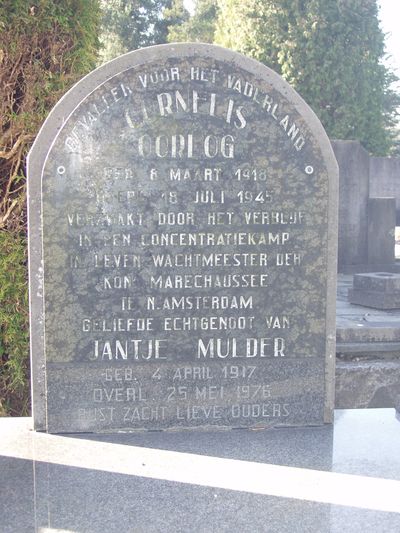 GEVALLEN VOOR HET VADERLAND
CORNELIS
OORLOG
GEB. 8 MAART 1918
OVERL. 18 JULI 1945
VERZWAKT DOOR HET VERBLIJF
IN EEN CONCENTRATIEKAMP
IN LEVEN WACHTMEESTER DER
KON. MARECHAUSSEE
TE N. AMSTERDAM
GELIEFDE ECHTGENOOT VAN
JANTJE MULDER
GEB. 4 APRIL 1917
OVERL. 25 MEI 1976
RUST ZACHT LIEVE OUDERS